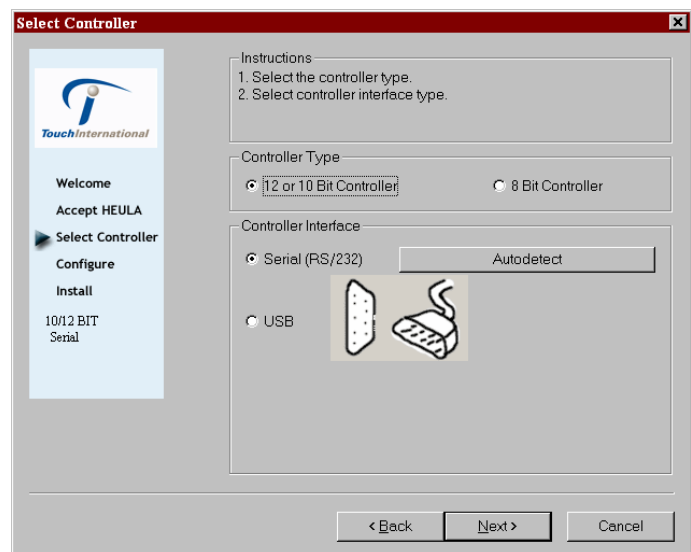 Select Controller
TouchInternational
Welcome
Accept HEULA
Select Controller
Configure
Install
10/12 BIT
Serial
Instructions
1. Select the controller type.
2. Select controller interface type.
Controller Type
12 or 10 Bit Controller
8 Bit Controller
Controller Interface
Serial (RS/232)
Autodetect
USB
< Back
Next >
Cancel